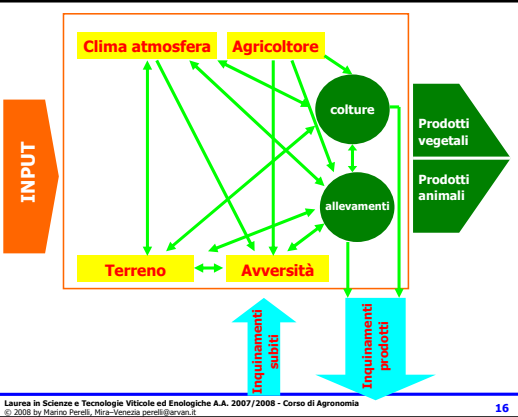 Clima atmosfera
Agricoltore
colture
Prodotti
vegetali
INPUT
Prodotti
animali
allevamenti
Terreno
Avversità
Inquinamenti
subiti
Inquinamenti
prodotti
Laurea in Scienze e Tecnologie Viticole ed Enologiche A.A. 2007/2008 - Corso di Agronomia
© 2008 by Marino Perelli, Mira–Venezia perelli@arvan.it
16